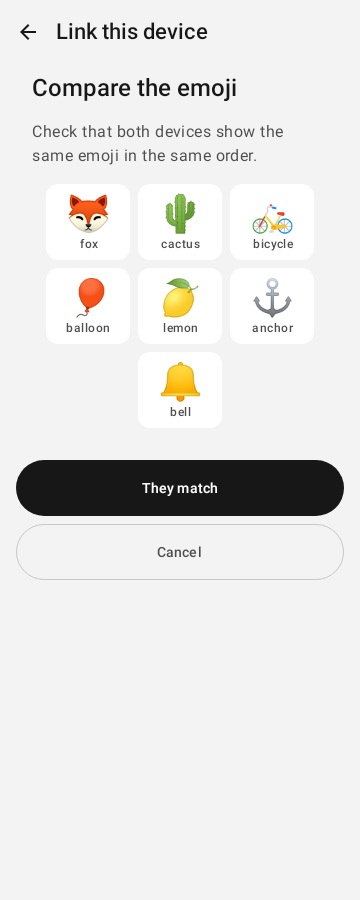 Link this device
Compare the emoji
Check that both devices show the
same emoji in the same order.
fox cactus bicycle
balloon lemon anchor
bell
They match
Cancel